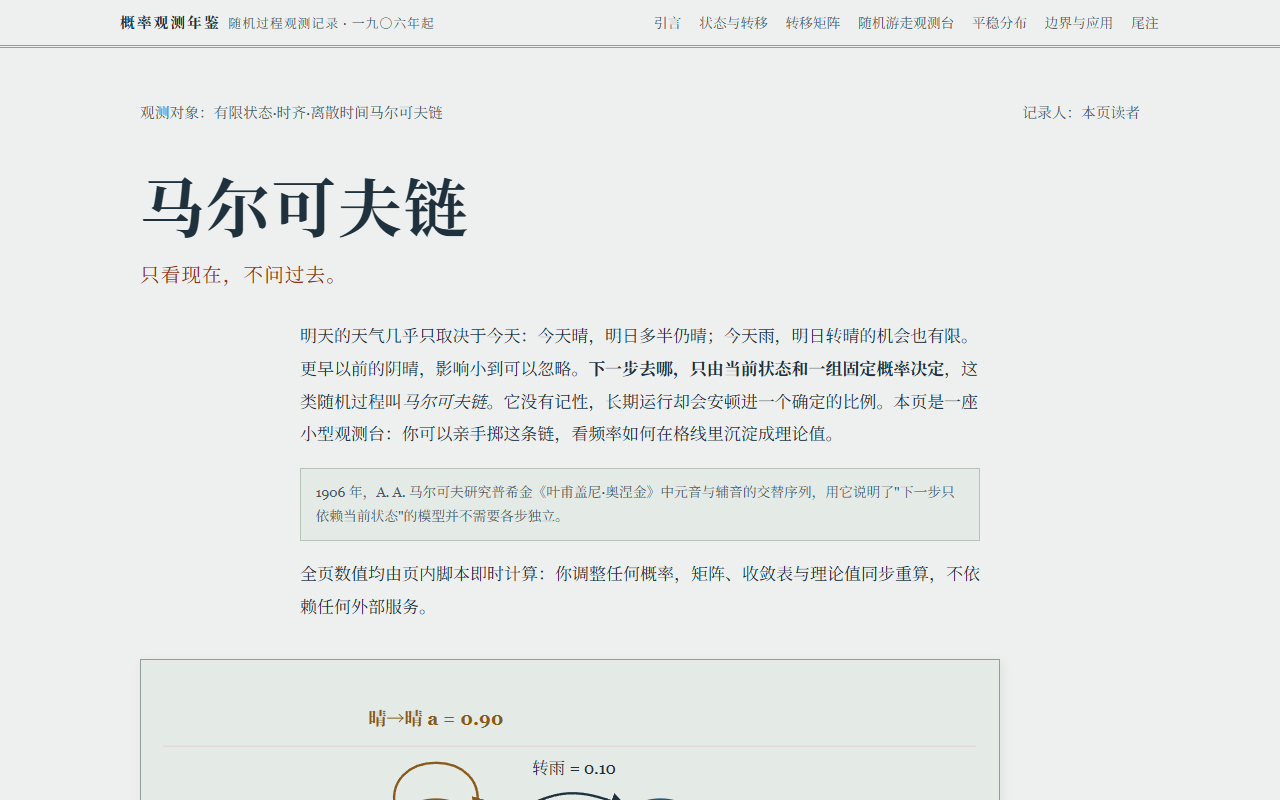 概率观测年鉴 随机过程观测记录 · 一九〇六年起 引言 状态与转移 转移矩阵 随机游走观测台 平稳分布 边界与应用 尾注
观测对象：有限状态·时齐·离散时间马尔可夫链 记录人：本页读者
马尔可夫链
只看现在，不问过去。
明天的天气几乎只取决于今天：今天晴，明日多半仍晴；今天雨，明日转晴的机会也有限。
更早以前的阴晴，影响小到可以忽略。下一步去哪，只由当前状态和一组固定概率决定，这
类随机过程叫马尔可夫链。它没有记性，长期运行却会安顿进一个确定的比例。本页是一座
小型观测台：你可以亲手掷这条链，看频率如何在格线里沉淀成理论值。
1906 年，A. A. 马尔可夫研究普希金《叶甫盖尼·奥涅金》中元音与辅音的交替序列，用它说明了"下一步只
依赖当前状态"的模型并不需要各步独立。
全页数值均由页内脚本即时计算：你调整任何概率，矩阵、收敛表与理论值同步重算，不依
赖任何外部服务。
晴→晴 a = 0.90
转雨 = 0.10